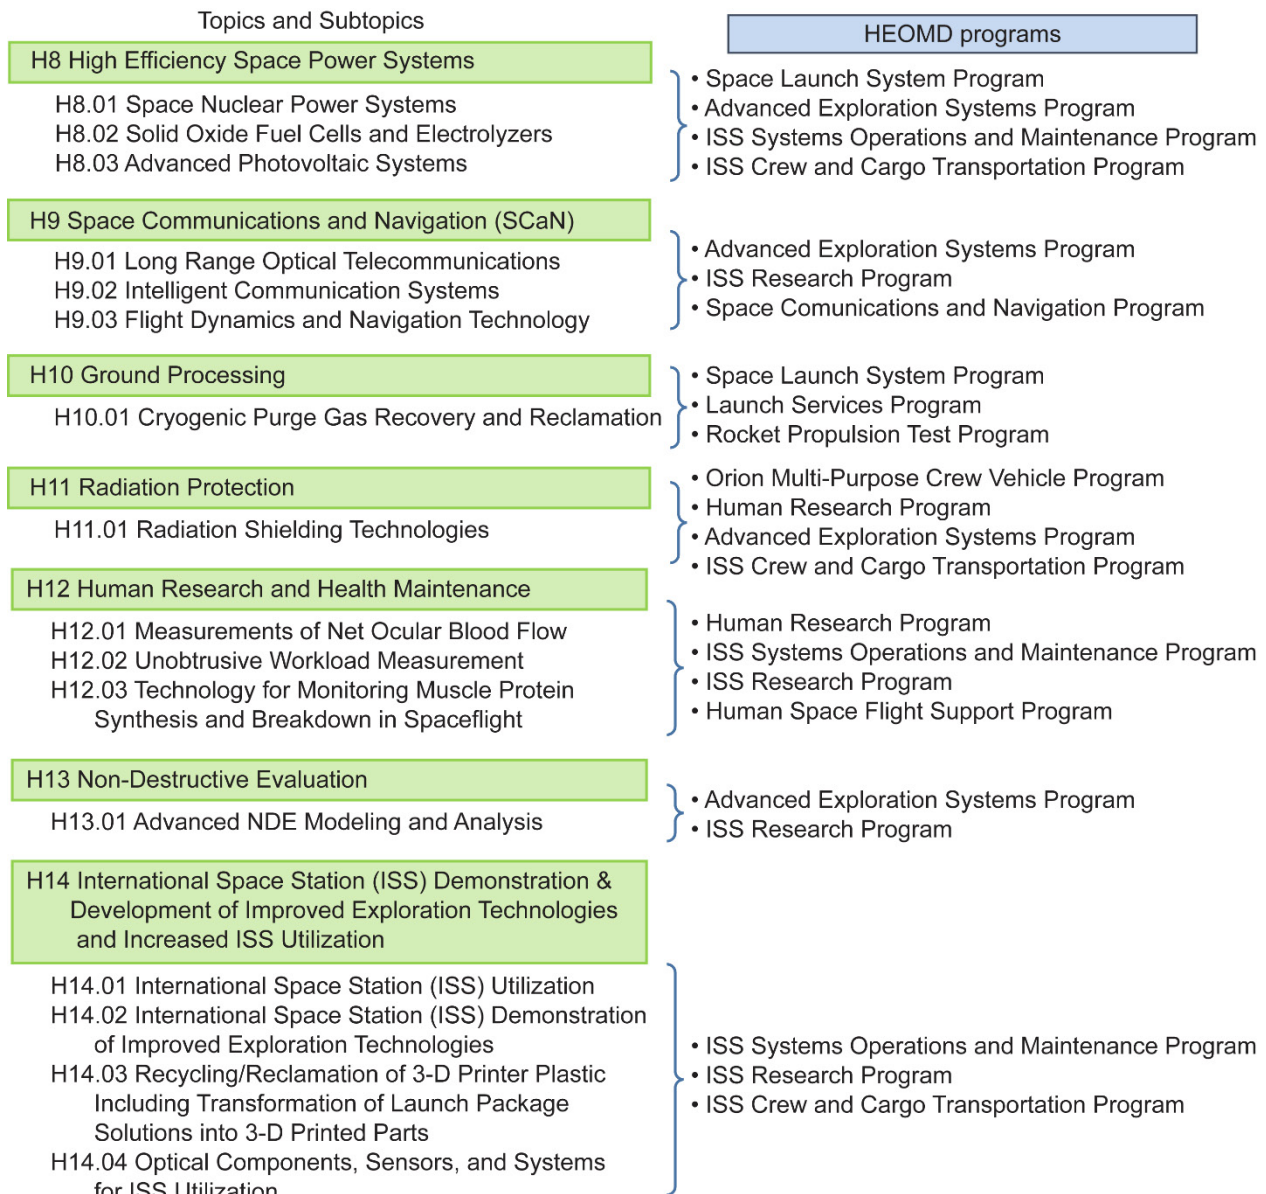 Topics and Subtopics
HEOMD programs
H8 High Efficiency Space Power Systems
H8.01 Space Nuclear Power Systems
H8.02 Solid Oxide Fuel Cells and Electrolyzers
H8.03 Advanced Photovoltaic Systems
• Space Launch System Program
• Advanced Exploration Systems Program
• ISS Systems Operations and Maintenance Program
• ISS Crew and Cargo Transportation Program
H9 Space Communications and Navigation (SCaN)
H9.01 Long Range Optical Telecommunications
H9.02 Intelligent Communication Systems
H9.03 Flight Dynamics and Navigation Technology
• Advanced Exploration Systems Program
• ISS Research Program
• Space Comunications and Navigation Program
H10 Ground Processing
H10.01 Cryogenic Purge Gas Recovery and Reclamation
• Space Launch System Program
• Launch Services Program
• Rocket Propulsion Test Program
H11 Radiation Protection
H11.01 Radiation Shielding Technologies
• Orion Multi-Purpose Crew Vehicle Program
• Human Research Program
• Advanced Exploration Systems Program
• ISS Crew and Cargo Transportation Program
H12 Human Research and Health Maintenance
H12.01 Measurements of Net Ocular Blood Flow
H12.02 Unobtrusive Workload Measurement
H12.03 Technology for Monitoring Muscle Protein
Synthesis and Breakdown in Spaceflight
• Human Research Program
• ISS Systems Operations and Maintenance Program
• ISS Research Program
• Human Space Flight Support Program
H13 Non-Destructive Evaluation
H13.01 Advanced NDE Modeling and Analysis
• Advanced Exploration Systems Program
• ISS Research Program
H14 International Space Station (ISS) Demonstration &
Development of Improved Exploration Technologies
and Increased ISS Utilization
H14.01 International Space Station (ISS) Utilization
H14.02 International Space Station (ISS) Demonstration
of Improved Exploration Technologies
H14.03 Recycling/Reclamation of 3-D Printer Plastic
Including Transformation of Launch Package
Solutions into 3-D Printed Parts
H14.04 Optical Components, Sensors, and Systems
for ISS Utilization
• ISS Systems Operations and Maintenance Program
• ISS Research Program
• ISS Crew and Cargo Transportation Program